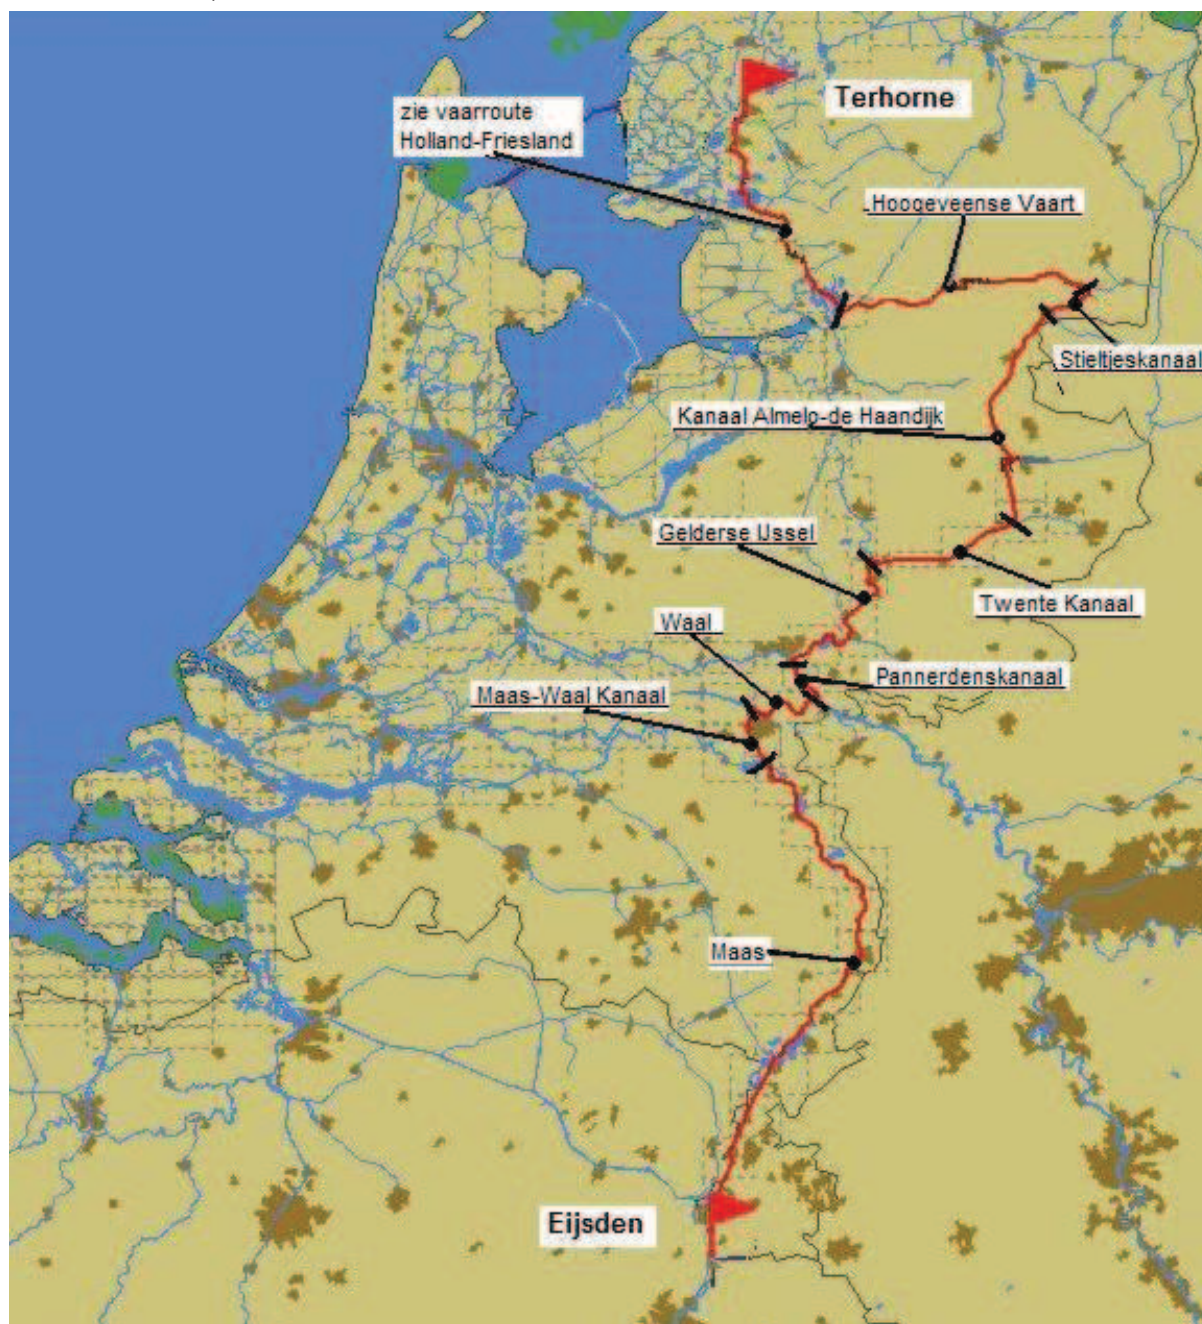 Terhorne
zie vaarroute
Holland-Friesland
Hoogeveense Vaart
Stieltjeskanaal
Kanaal Almelo-de Haandijk
Gelderse IJssel
Twente Kanaal
Waal
Pannerdenskanaal
Maas-Waal Kanaal
Maas
Eijsden